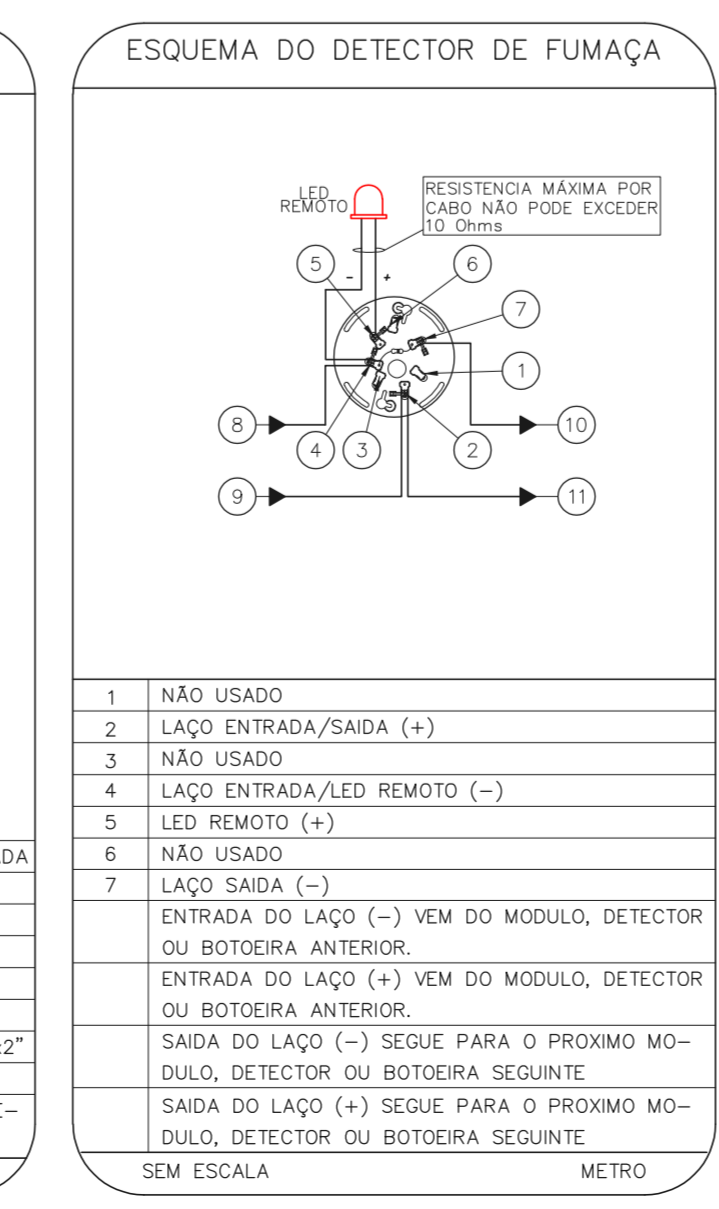 ESQUEMA DO DETECTOR DE FUMAÇA
LED
REMOTO
RESISTENCIA MÁXIMA POR
CABO NÃO PODE EXCEDER
10 Ohms
5
6
- +
7
1
8
10
4
3
2
9
11
1 NÃO USADO
2 LAÇO ENTRADA/SAIDA (+)
3 NÃO USADO
4 LAÇO ENTRADA/LED REMOTO (-)
5 LED REMOTO (+)
6 NÃO USADO
7 LAÇO SAIDA (-)
ENTRADA DO LAÇO (-) VEM DO MODULO, DETECTOR
OU BOTOEIRA ANTERIOR.
ENTRADA DO LAÇO (+) VEM DO MODULO, DETECTOR
OU BOTOEIRA ANTERIOR.
SAIDA DO LAÇO (-) SEGUE PARA O PROXIMO MO-
DULO, DETECTOR OU BOTOEIRA SEGUINTE
SAIDA DO LAÇO (+) SEGUE PARA O PROXIMO MO-
DULO, DETECTOR OU BOTOEIRA SEGUINTE
SEM ESCALA METRO